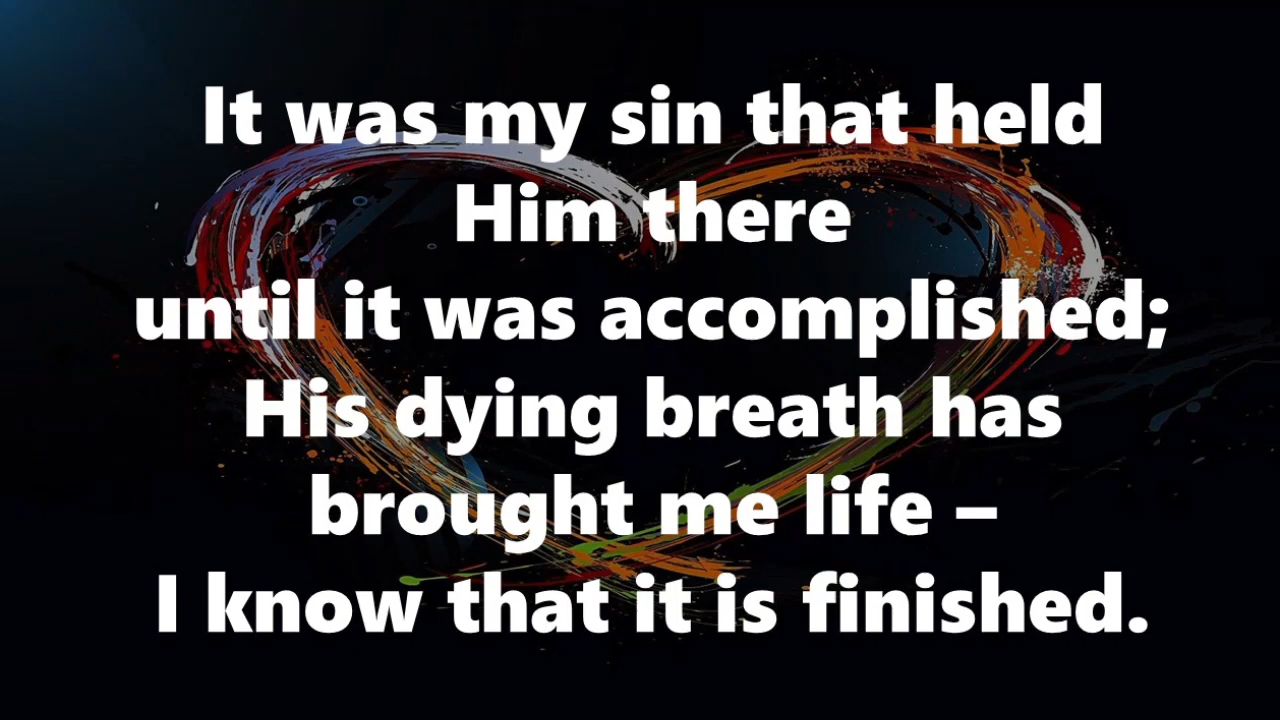 It was my sin that held
Him there
until it was accomplished;
His dying breath has
brought me life –
I know that it is finished.